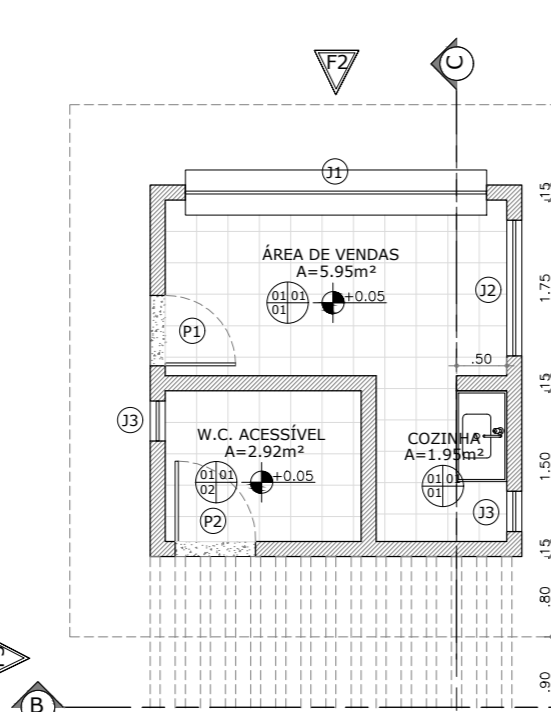 F2
C
J1
.15
ÁREA DE VENDAS
A=5.95m²
01 01
01
+0.05
J2
1.75
P1
.50
.15
J3
W.C. ACESSÍVEL
A=2.92m²
01 01
02
+0.05
P2
COZINHA
A=1.95m²
01 01
01
J3
1.50
.15
.80
.90
B